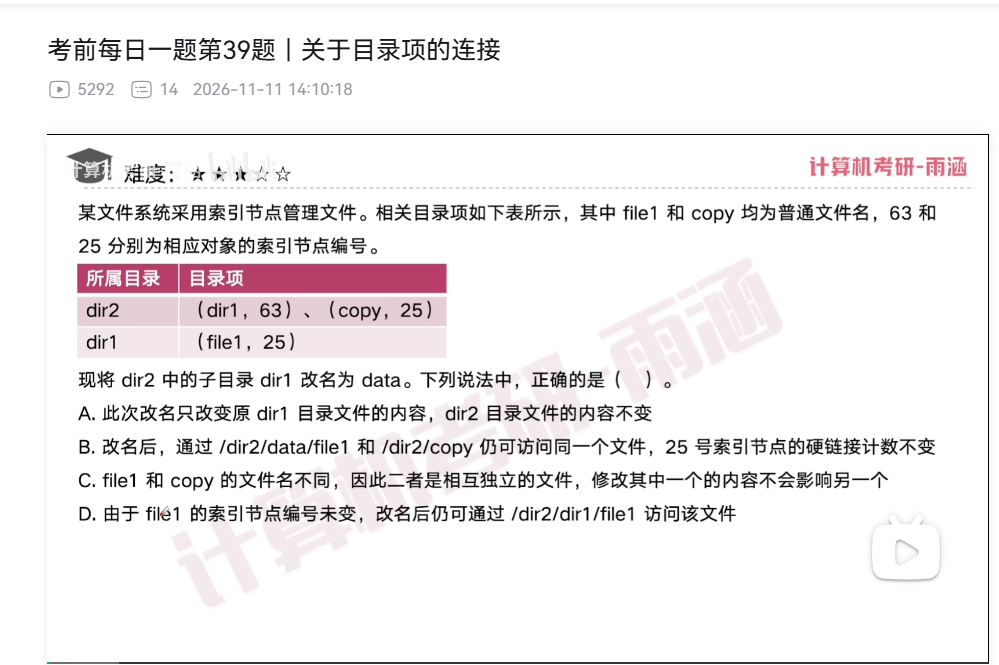 考前每日一题第39题｜关于目录项的连接
5292 14 2026-11-11 14:10:18
难度：★★★☆☆
计算机考研-雨涵
某文件系统采用索引节点管理文件。相关目录项如下表所示，其中 file1 和 copy 均为普通文件名，63 和
25 分别为相应对象的索引节点编号。
所属目录 目录项
dir2 （dir1，63）、（copy，25）
dir1 （file1，25）
现将 dir2 中的子目录 dir1 改名为 data。下列说法中，正确的是（ ）。
A. 此次改名只改变原 dir1 目录文件的内容，dir2 目录文件的内容不变
B. 改名后，通过 /dir2/data/file1 和 /dir2/copy 仍可访问同一个文件，25 号索引节点的硬链接计数不变
C. file1 和 copy 的文件名不同，因此二者是相互独立的文件，修改其中一个的内容不会影响另一个
D. 由于 file1 的索引节点编号未变，改名后仍可通过 /dir2/dir1/file1 访问该文件
计算机考研-雨涵